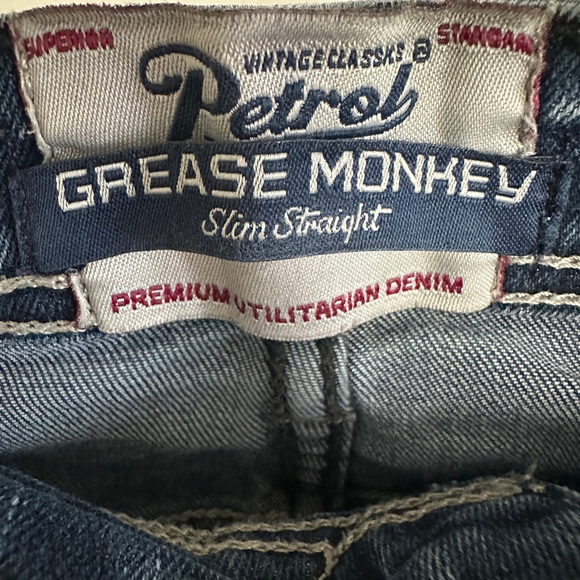 SUPERIOR STANDARD
VINTAGE CLASSICS
Petrol
GREASE MONKEY
Slim Straight
PREMIUM UTILITARIAN DENIM